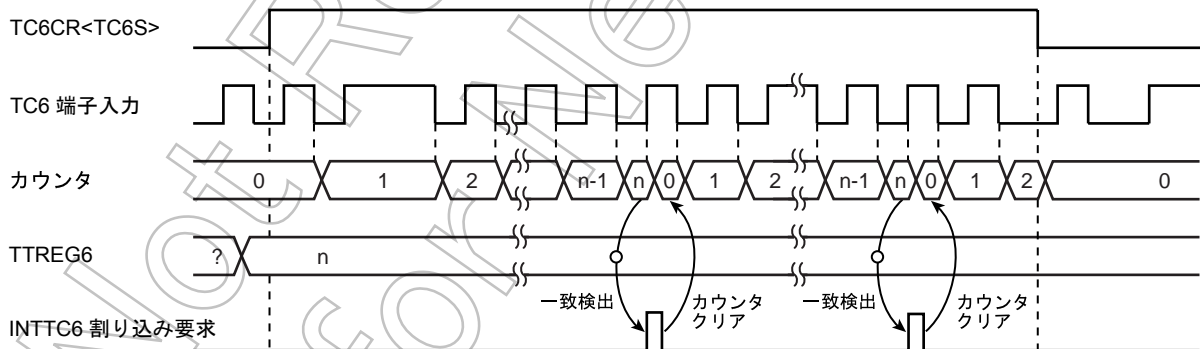 TC6CR<TC6S>
TC6 端子入力
カウンタ 0 1 2 n-1 n 0 1 2 n-1 n 0 1 2 0
TTREG6 ? n
一致検出 カウンタ 一致検出 カウンタ
クリア クリア
INTTC6 割り込み要求